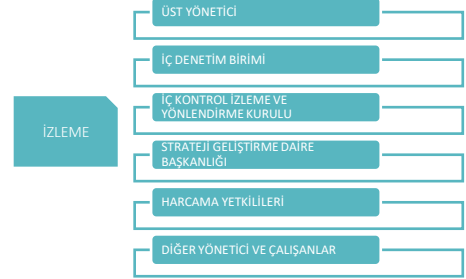 ÜST YÖNETİCİ
İÇ DENETİM BİRİMİ
İÇ KONTROL İZLEME VE
YÖNLENDİRME KURULU
İZLEME
STRATEJİ GELİŞTİRME DAİRE
BAŞKANLIĞI
HARCAMA YETKİLİLERİ
DİĞER YÖNETİCİ VE ÇALIŞANLAR